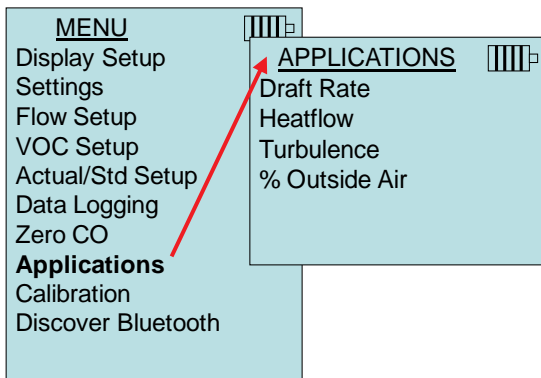 MENU
Display Setup
Settings
Flow Setup
VOC Setup
Actual/Std Setup
Data Logging
Zero CO
Applications
Calibration
Discover Bluetooth
APPLICATIONS
Draft Rate
Heatflow
Turbulence
% Outside Air